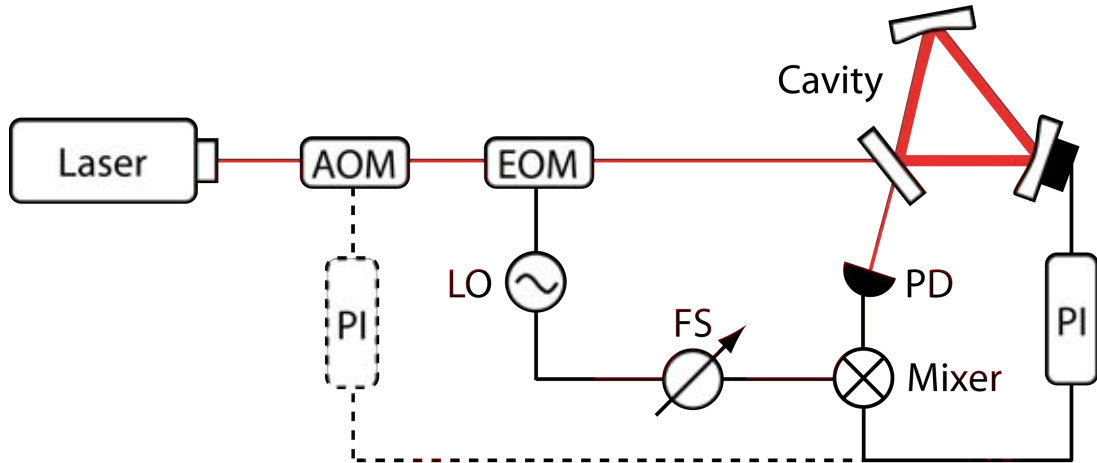 Cavity
Laser
AOM
EOM
LO
PD
PI
FS
PI
Mixer